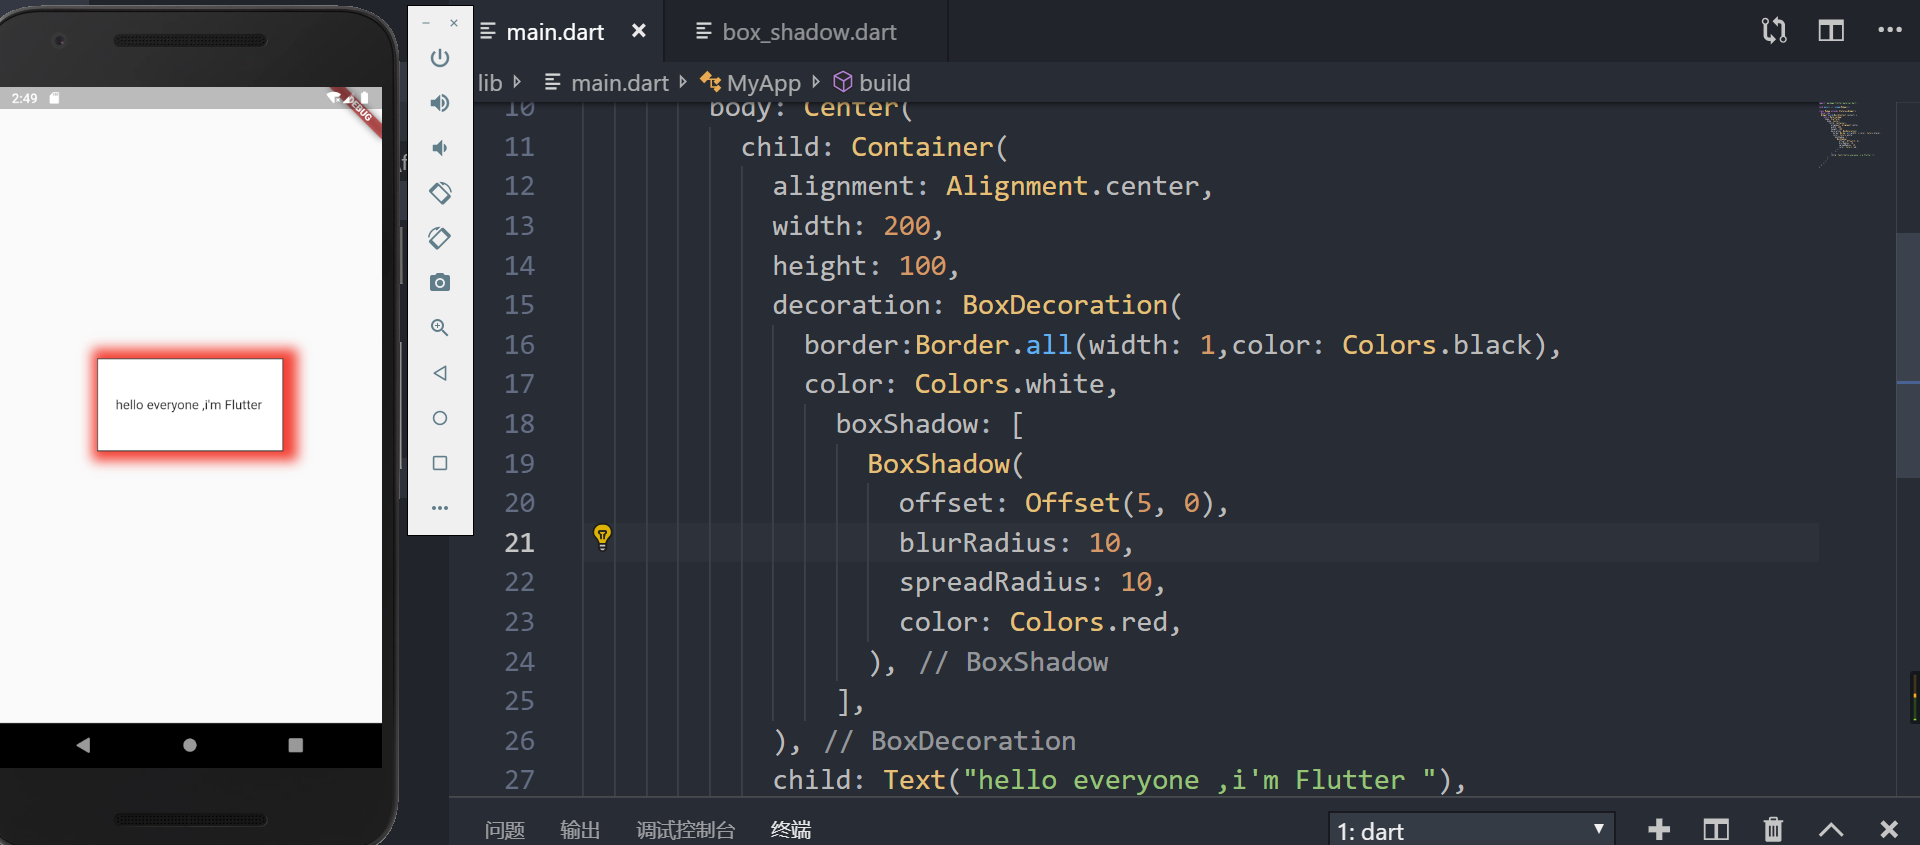 2:49
DEBUG
hello everyone ,i'm Flutter
main.dart
box_shadow.dart
lib
main.dart
MyApp
build
10 body: Center(
11 child: Container(
12 alignment: Alignment.center,
13 width: 200,
14 height: 100,
15 decoration: BoxDecoration(
16 border:Border.all(width: 1,color: Colors.black),
17 color: Colors.white,
18 boxShadow: [
19 BoxShadow(
20 offset: Offset(5, 0),
21 blurRadius: 10,
22 spreadRadius: 10,
23 color: Colors.red,
24 ), // BoxShadow
25 ],
26 ), // BoxDecoration
27 child: Text("hello everyone ,i'm Flutter "),
问题 输出 调试控制台 终端
1: dart